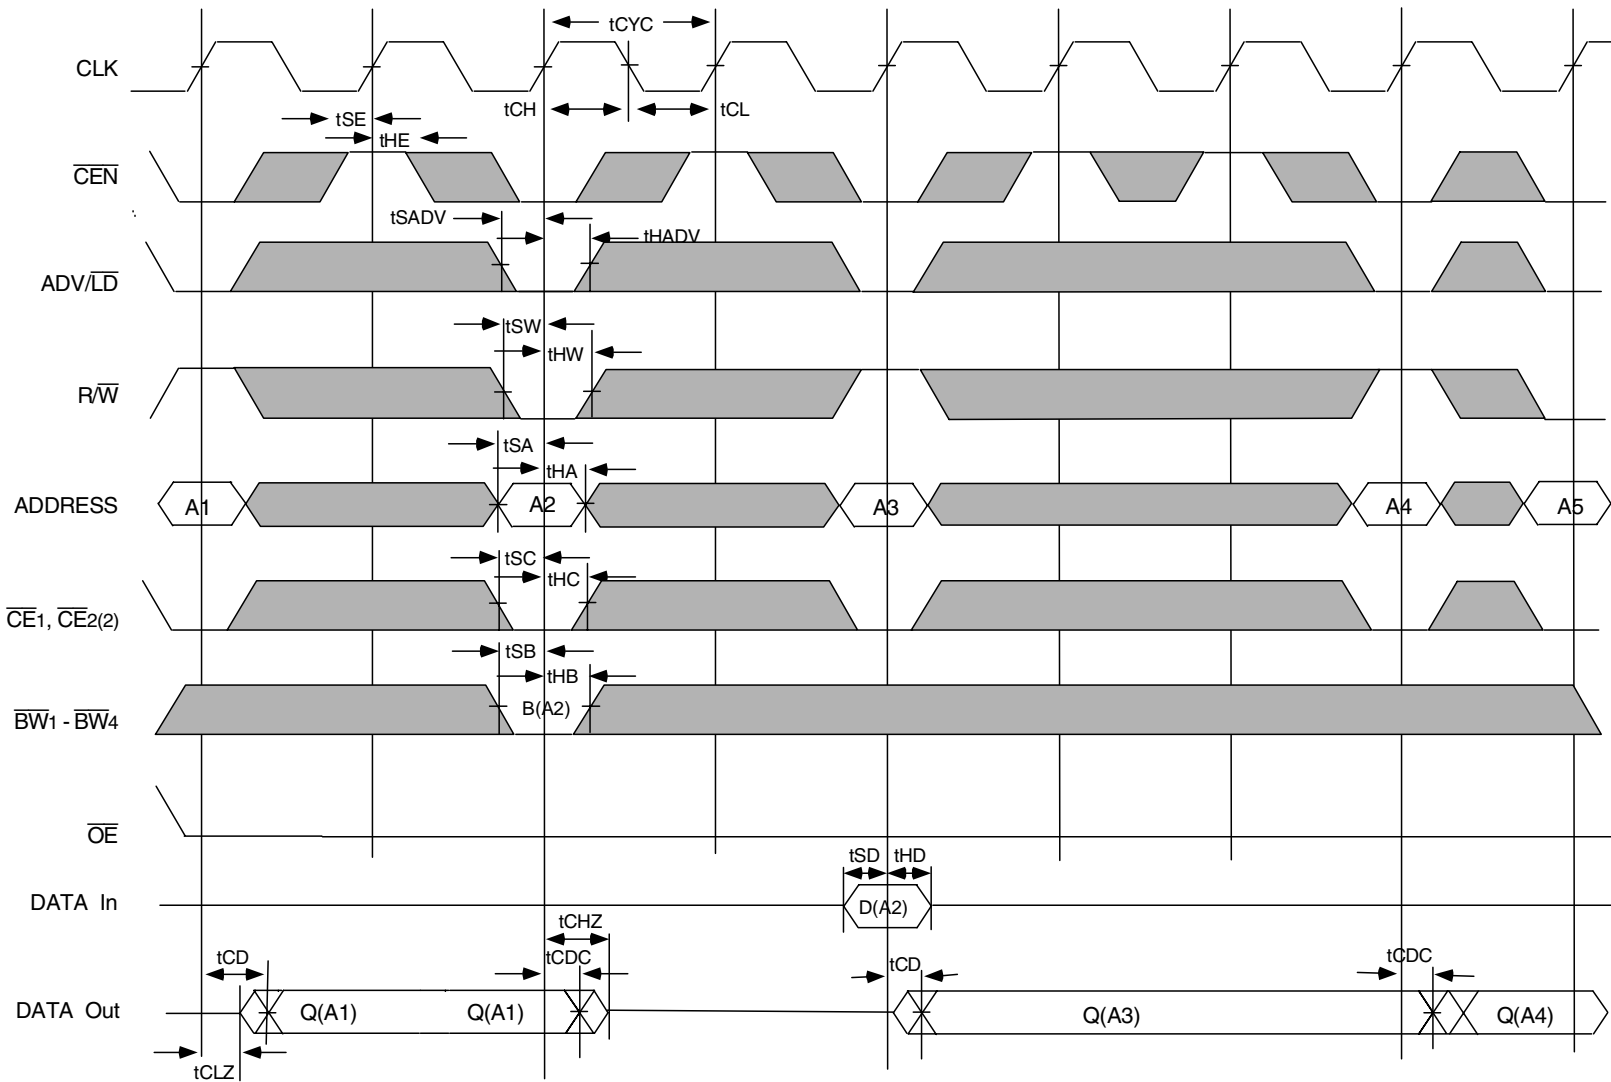 tCYC
CLK
tCH
tCL
tSE
tHE
CEN
tSADV
tHADV
ADV/LD
tSW
tHW
R/W
tSA
tHA
ADDRESS
A1
A2
A3
A4
A5
tSC
tHC
CE1, CE2(2)
tSB
tHB
B(A2)
BW1 - BW4
OE
tSD
tHD
DATA In
D(A2)
tCHZ
tCD
tCDC
tCD
tCDC
DATA Out
Q(A1)
Q(A1)
Q(A3)
Q(A4)
tCLZ